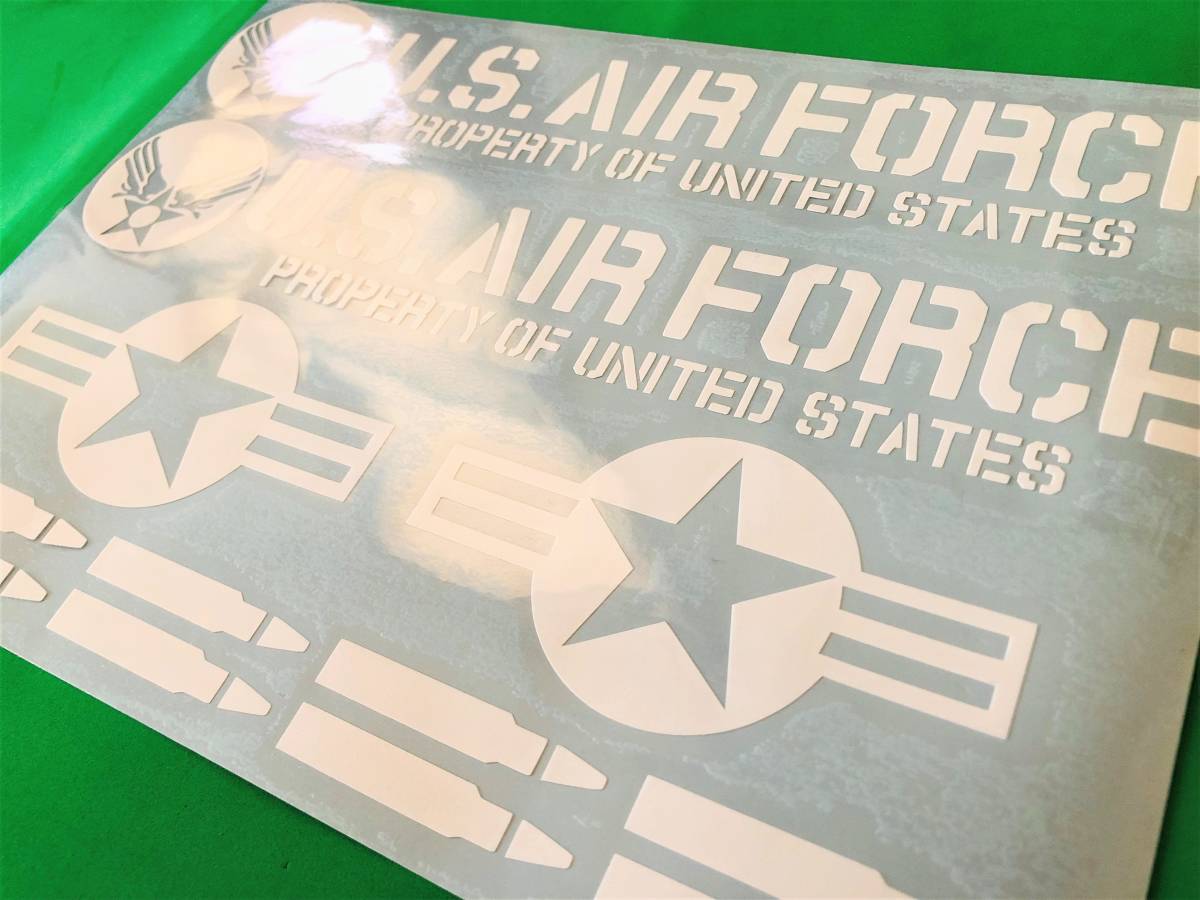 U.S. AIR FORCE
PROPERTY OF UNITED STATES
U.S. AIR FORCE
PROPERTY OF UNITED STATES